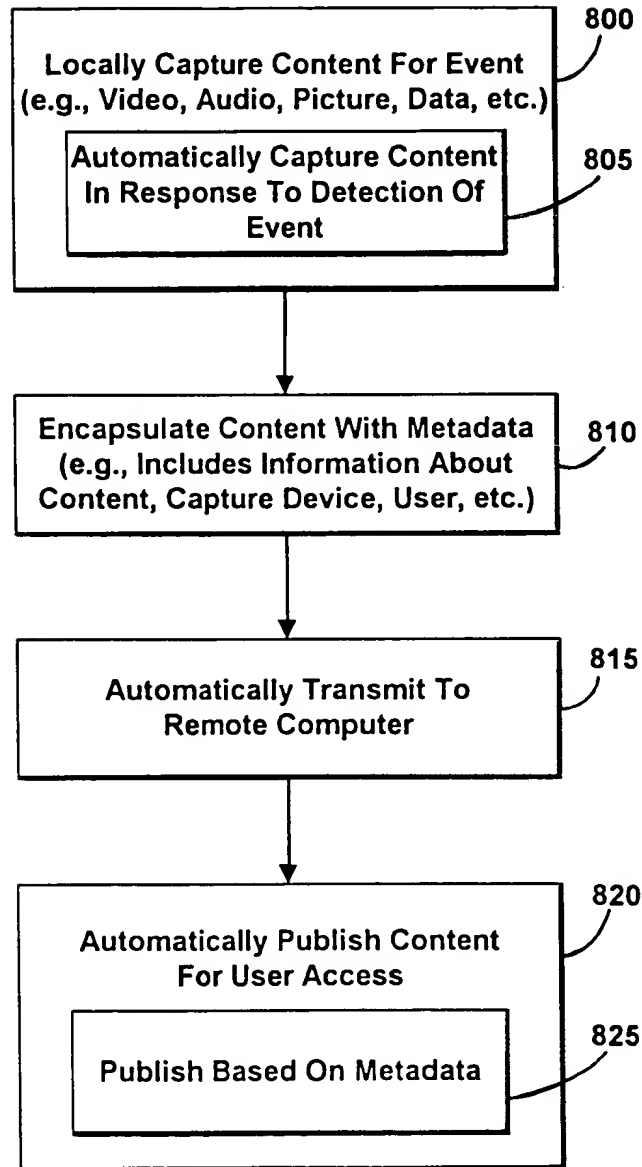 800
Locally Capture Content For Event
(e.g., Video, Audio, Picture, Data, etc.)
Automatically Capture Content
In Response To Detection Of
Event
805
Encapsulate Content With Metadata
(e.g., Includes Information About
Content, Capture Device, User, etc.)
810
Automatically Transmit To
Remote Computer
815
820
Automatically Publish Content
For User Access
Publish Based On Metadata
825